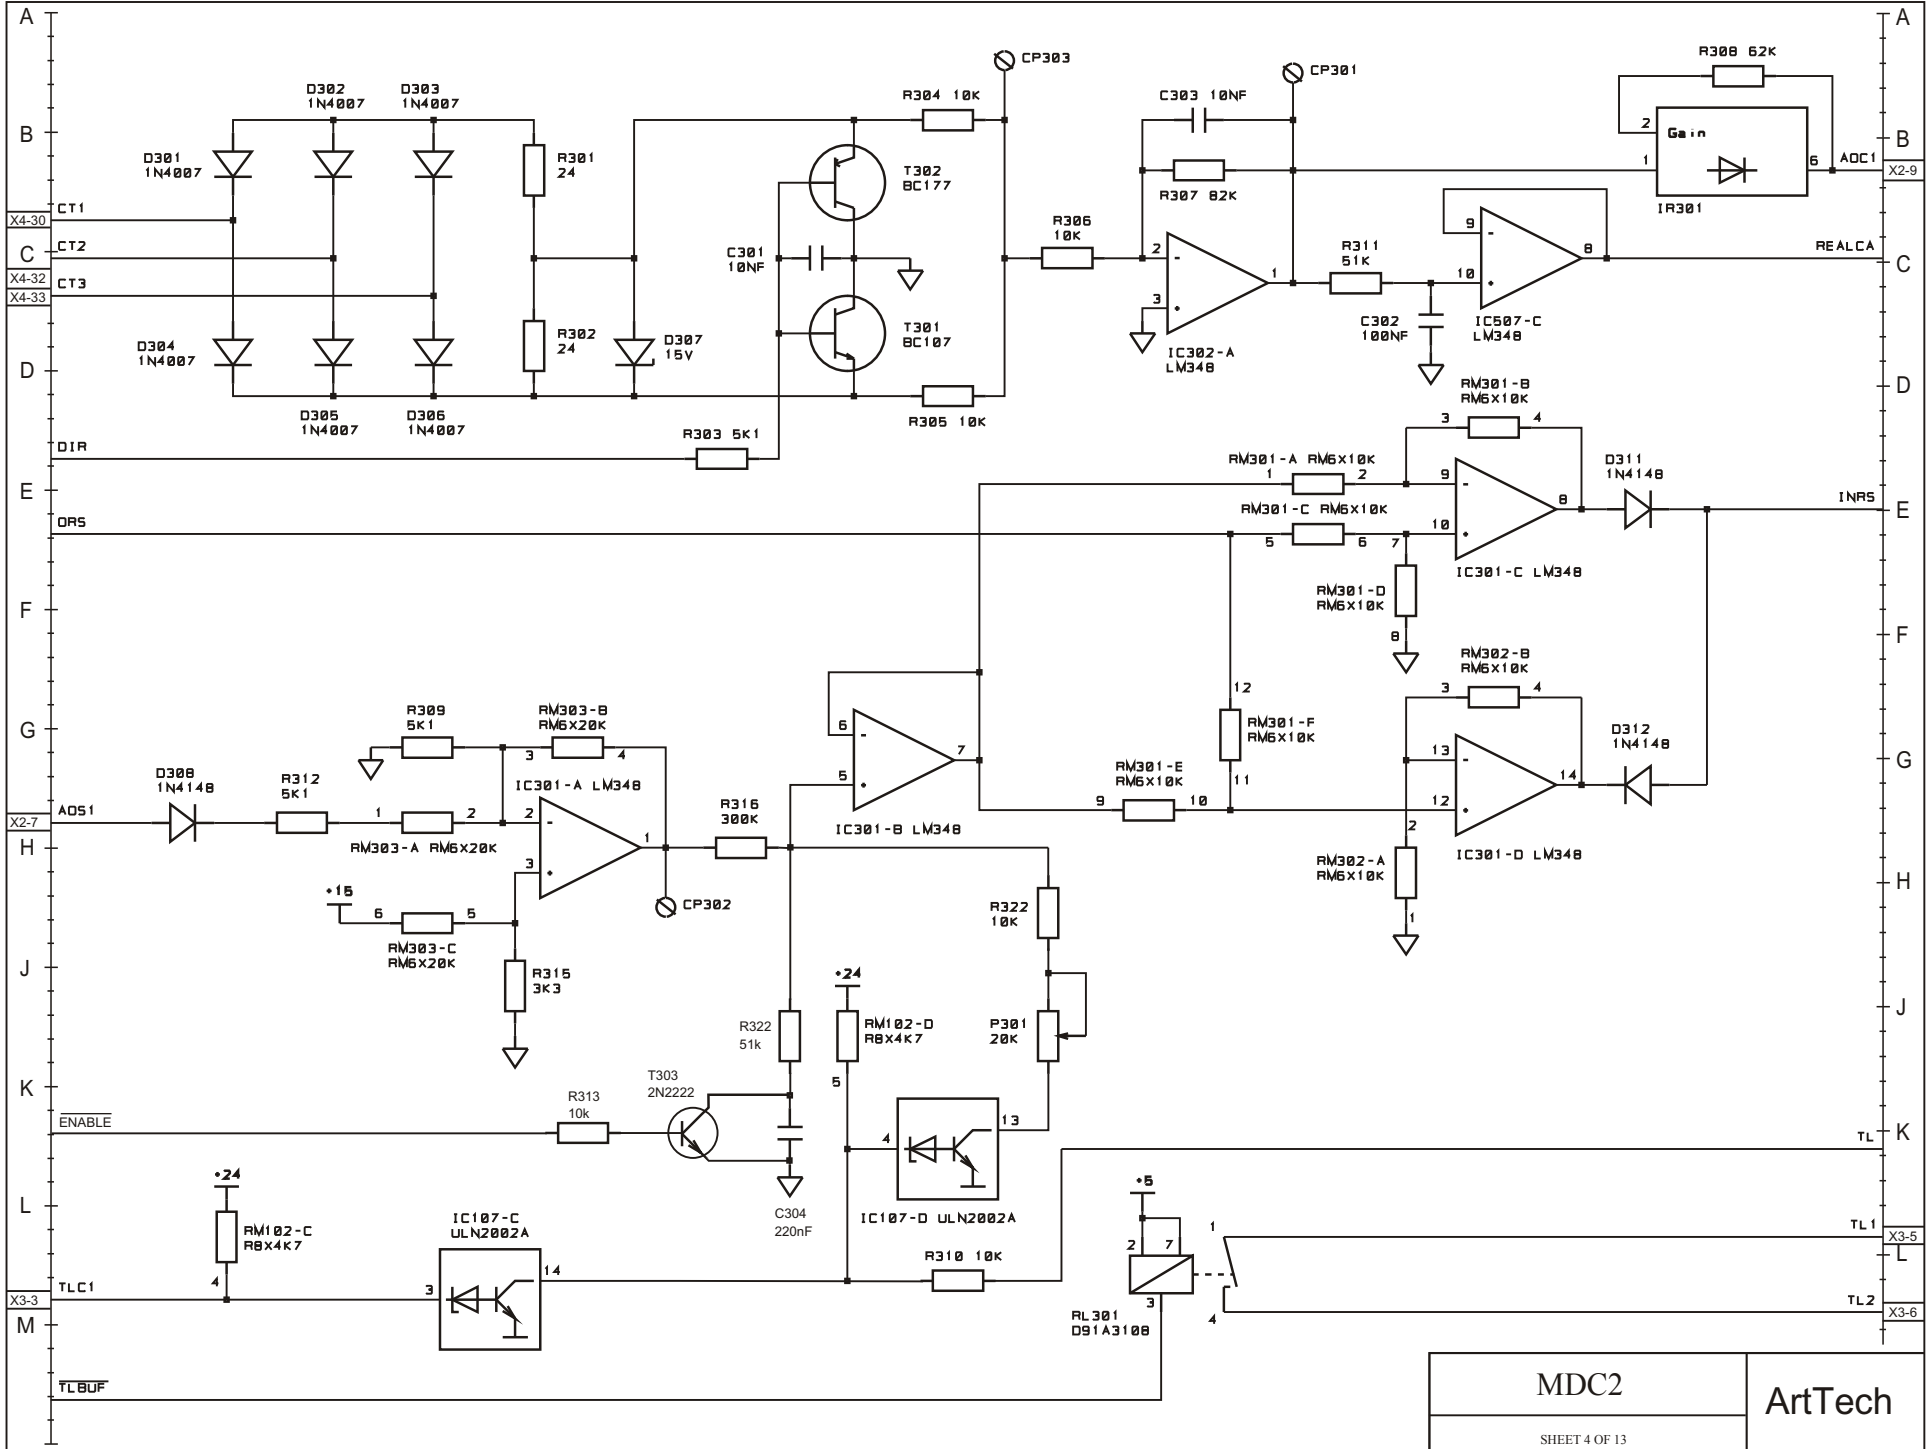 A
A
CP303
CP301
R308 62K
D302
1N4007
D303
1N4007
R304 10K
C303 10NF
B
B
2
Gain
1
6
AOC1
X2-9
IR301
D301
1N4007
R301
24
T302
BC177
R307 82K
CT1
X4-30
C
CT2
X4-32
CT3
X4-33
C301
10NF
R306
10K
2
-
3
+
1
IC302-A
LM348
R311
51K
9
-
10
+
8
IC507-C
LM348
REALCA
C
C302
100NF
D304
1N4007
R302
24
D307
15V
T301
BC107
D
D
D305
1N4007
D306
1N4007
R305 10K
RM301-B
RM6X10K
3
4
DIR
R303 5K1
E
RM301-A RM6X10K
1
2
9
-
8
D311
1N4148
INRS
E
ORS
RM301-C RM6X10K
5
6
7
10
+
IC301-C LM348
F
RM301-D
RM6X10K
8
F
RM302-B
RM6X10K
3
4
12
RM301-F
RM6X10K
11
G
R309
5K1
RM303-B
RM6X20K
3
4
6
-
7
5
+
IC301-B LM348
13
-
14
12
+
IC301-D LM348
D312
1N4148
G
RM301-E
RM6X10K
9
10
D308
1N4148
R312
5K1
IC301-A LM348
AOS1
X2-7
1
2
2
-
1
3
+
RM303-A RM6X20K
R316
300K
H
2
RM302-A
RM6X10K
1
H
+15
6
5
RM303-C
RM6X20K
CP302
R322
10K
J
R315
3K3
+24
R322
51k
RM102-D
R8X4K7
5
P301
20K
J
K
T303
2N2222
R313
10k
ENABLE
4
13
K
TL
+24
C304
220nF
IC107-D ULN2002A
+5
L
RM102-C
R8X4K7
4
IC107-C
ULN2002A
R310 10K
2
7
1
TL1
X3-5
L
TLC1
X3-3
3
14
3
RL301
D91A3108
4
TL2
X3-6
M
TLBUF
MDC2
ArtTech
SHEET 4 OF 13